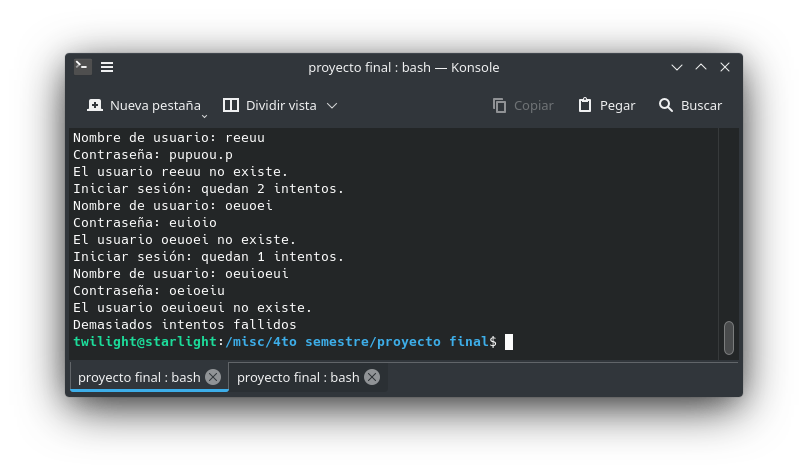 proyecto final : bash — Konsole
Nueva pestaña Dividir vista Copiar Pegar Buscar
Nombre de usuario: reeuu
Contraseña: pupuou.p
El usuario reeuu no existe.
Iniciar sesión: quedan 2 intentos.
Nombre de usuario: oeuoei
Contraseña: euioio
El usuario oeuoei no existe.
Iniciar sesión: quedan 1 intentos.
Nombre de usuario: oeuioeui
Contraseña: oeioeiu
El usuario oeuioeui no existe.
Demasiados intentos fallidos
twilight@starlight:/misc/4to semestre/proyecto final$
proyecto final : bash proyecto final : bash